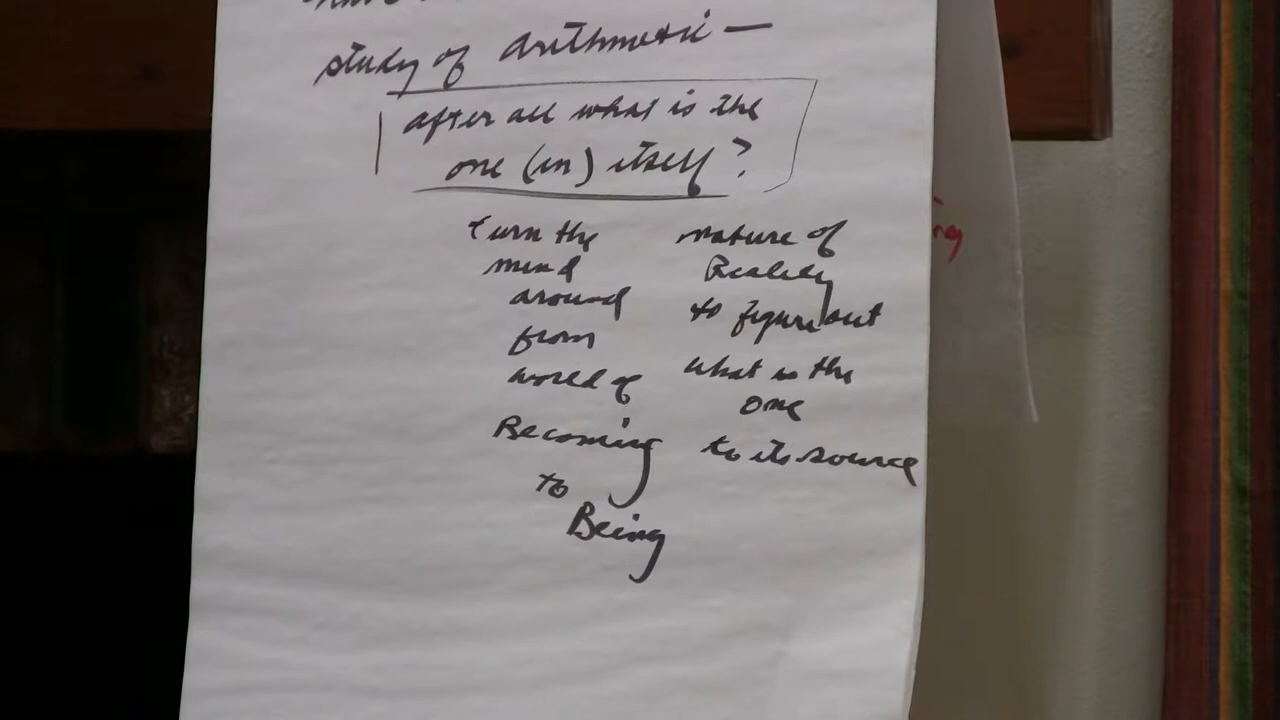 study of arithmetic —
after all what is the
one (in) itself?
turn the
mind
around
from
world of
Becoming
to
Being
nature of
Reality
to figure out
what is the
one
to its source